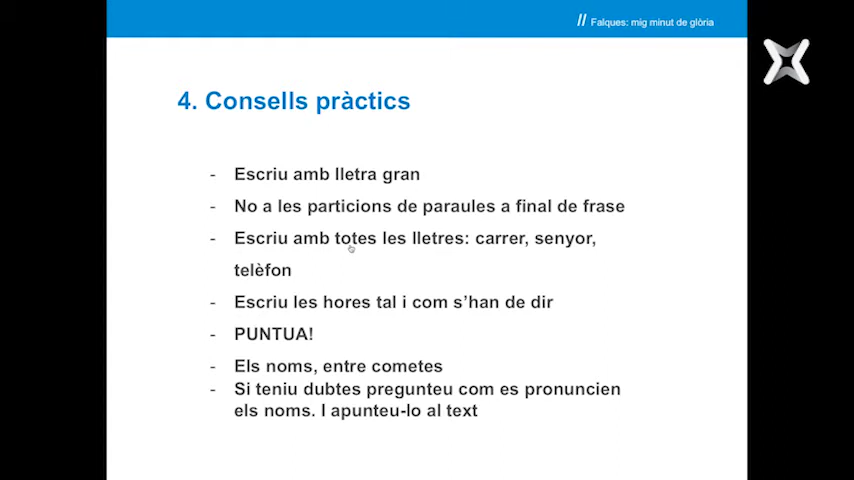 // Falques: mig minut de glòria
4. Consells pràctics
- Escriu amb lletra gran
- No a les particions de paraules a final de frase
- Escriu amb totes les lletres: carrer, senyor,
telèfon
- Escriu les hores tal i com s’han de dir
- PUNTUA!
- Els noms, entre cometes
- Si teniu dubtes pregunteu com es pronuncien
els noms. I apunteu-lo al text